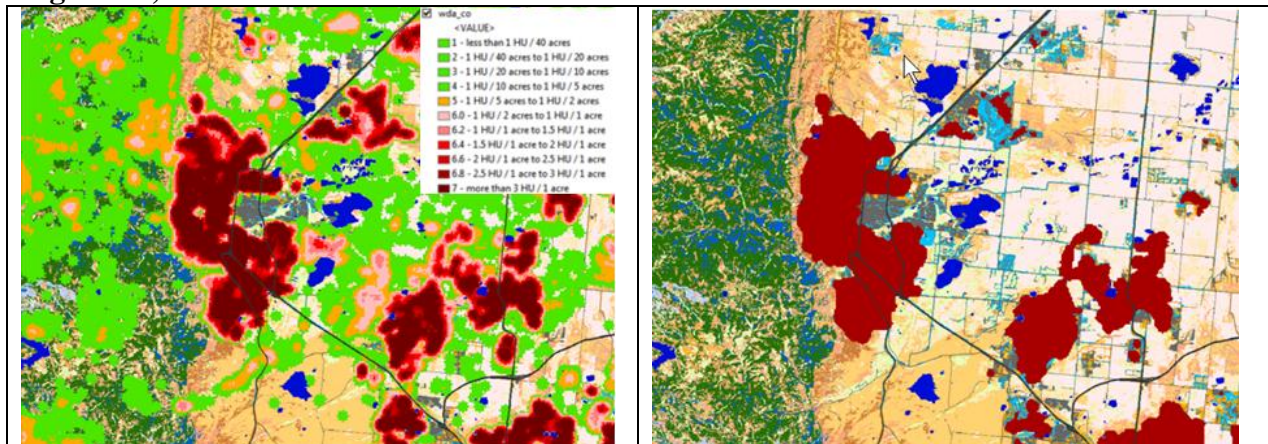 wda_co
<VALUE>
1 - less than 1 HU / 40 acres
2 - 1 HU / 40 acres to 1 HU / 20 acres
3 - 1 HU / 20 acres to 1 HU / 10 acres
4 - 1 HU / 10 acres to 1 HU / 5 acres
5 - 1 HU / 5 acres to 1 HU / 2 acres
6.0 - 1 HU / 2 acres to 1 HU / 1 acre
6.2 - 1 HU / 1 acre to 1.5 HU / 1 acre
6.4 - 1.5 HU / 1 acre to 2 HU / 1 acre
6.6 - 2 HU / 1 acre to 2.5 HU / 1 acre
6.8 - 2.5 HU / 1 acre to 3 HU / 1 acre
7 - more than 3 HU / 1 acre